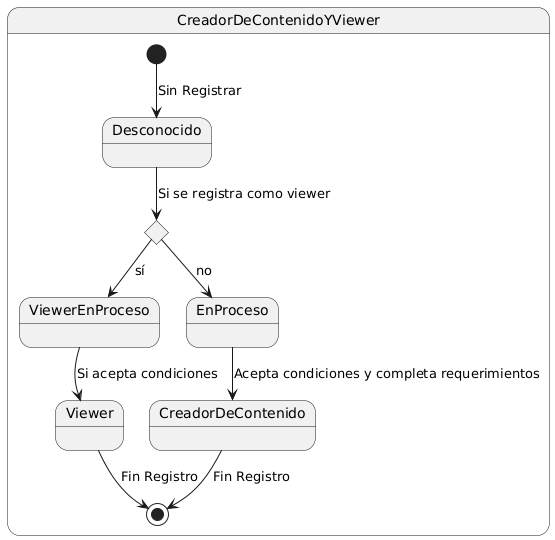 CreadorDeContenidoYViewer
Sin Registrar
Desconocido
Si se registra como viewer
sí
no
ViewerEnProceso
EnProceso
Si acepta condiciones
Acepta condiciones y completa requerimientos
Viewer
CreadorDeContenido
Fin Registro
Fin Registro